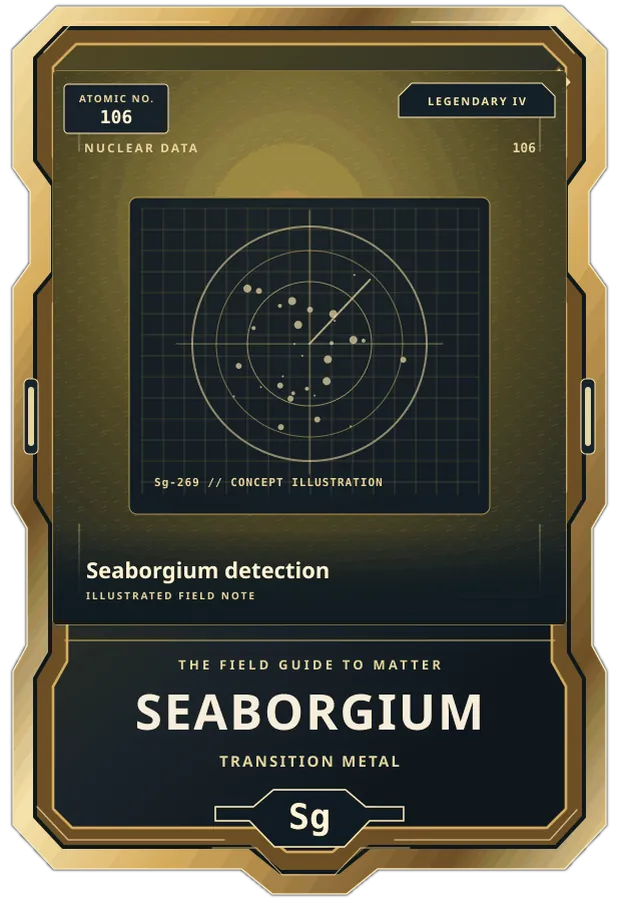 ATOMIC NO.
106
LEGENDARY IV
NUCLEAR DATA
106
Sg-269 // CONCEPT ILLUSTRATION
Seaborgium detection
ILLUSTRATED FIELD NOTE
THE FIELD GUIDE TO MATTER
SEABORGIUM
TRANSITION METAL
Sg